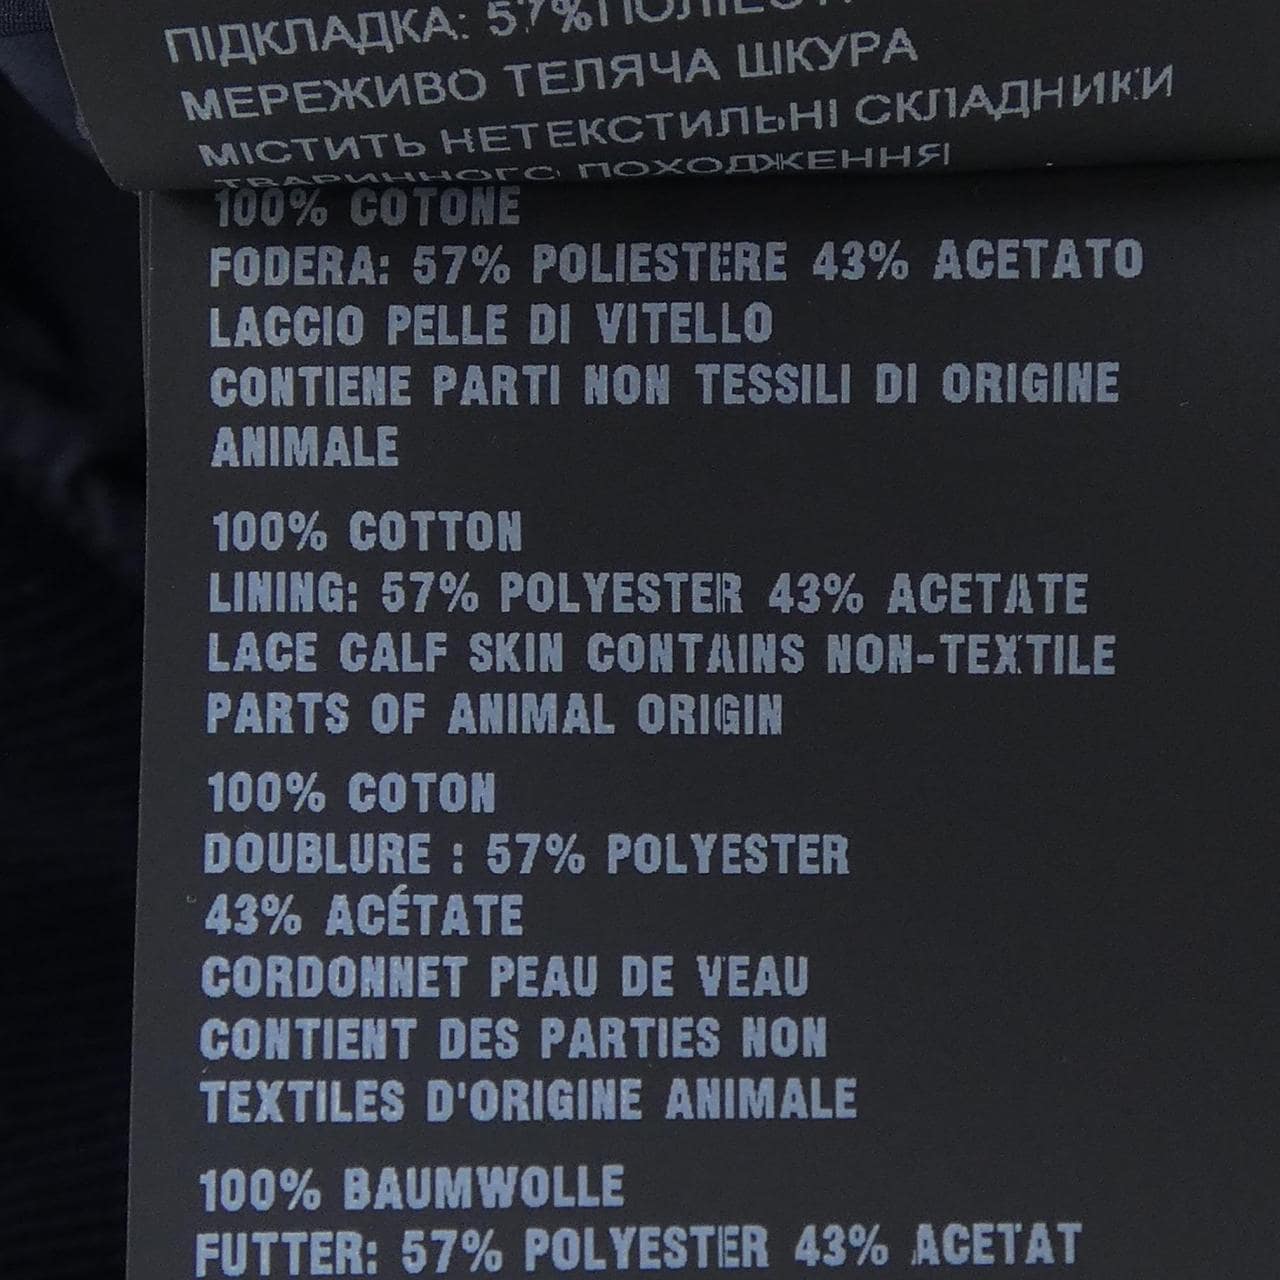 ПІДКЛАДКА: 57%
МЕРЕЖИВО ТЕЛЯЧА ШКУРА
МІСТИТЬ НЕТЕКСТИЛЬНІ СКЛАДНИКИ
ТВАРИННОГО ПОХОДЖЕННЯ
100% COTONE
FODERA: 57% POLIESTERE 43% ACETATO
LACCIO PELLE DI VITELLO
CONTIENE PARTI NON TESSILI DI ORIGINE
ANIMALE
100% COTTON
LINING: 57% POLYESTER 43% ACETATE
LACE CALF SKIN CONTAINS NON-TEXTILE
PARTS OF ANIMAL ORIGIN
100% COTON
DOUBLURE : 57% POLYESTER
43% ACÉTATE
CORDONNET PEAU DE VEAU
CONTIENT DES PARTIES NON
TEXTILES D'ORIGINE ANIMALE
100% BAUMWOLLE
FUTTER: 57% POLYESTER 43% ACETAT